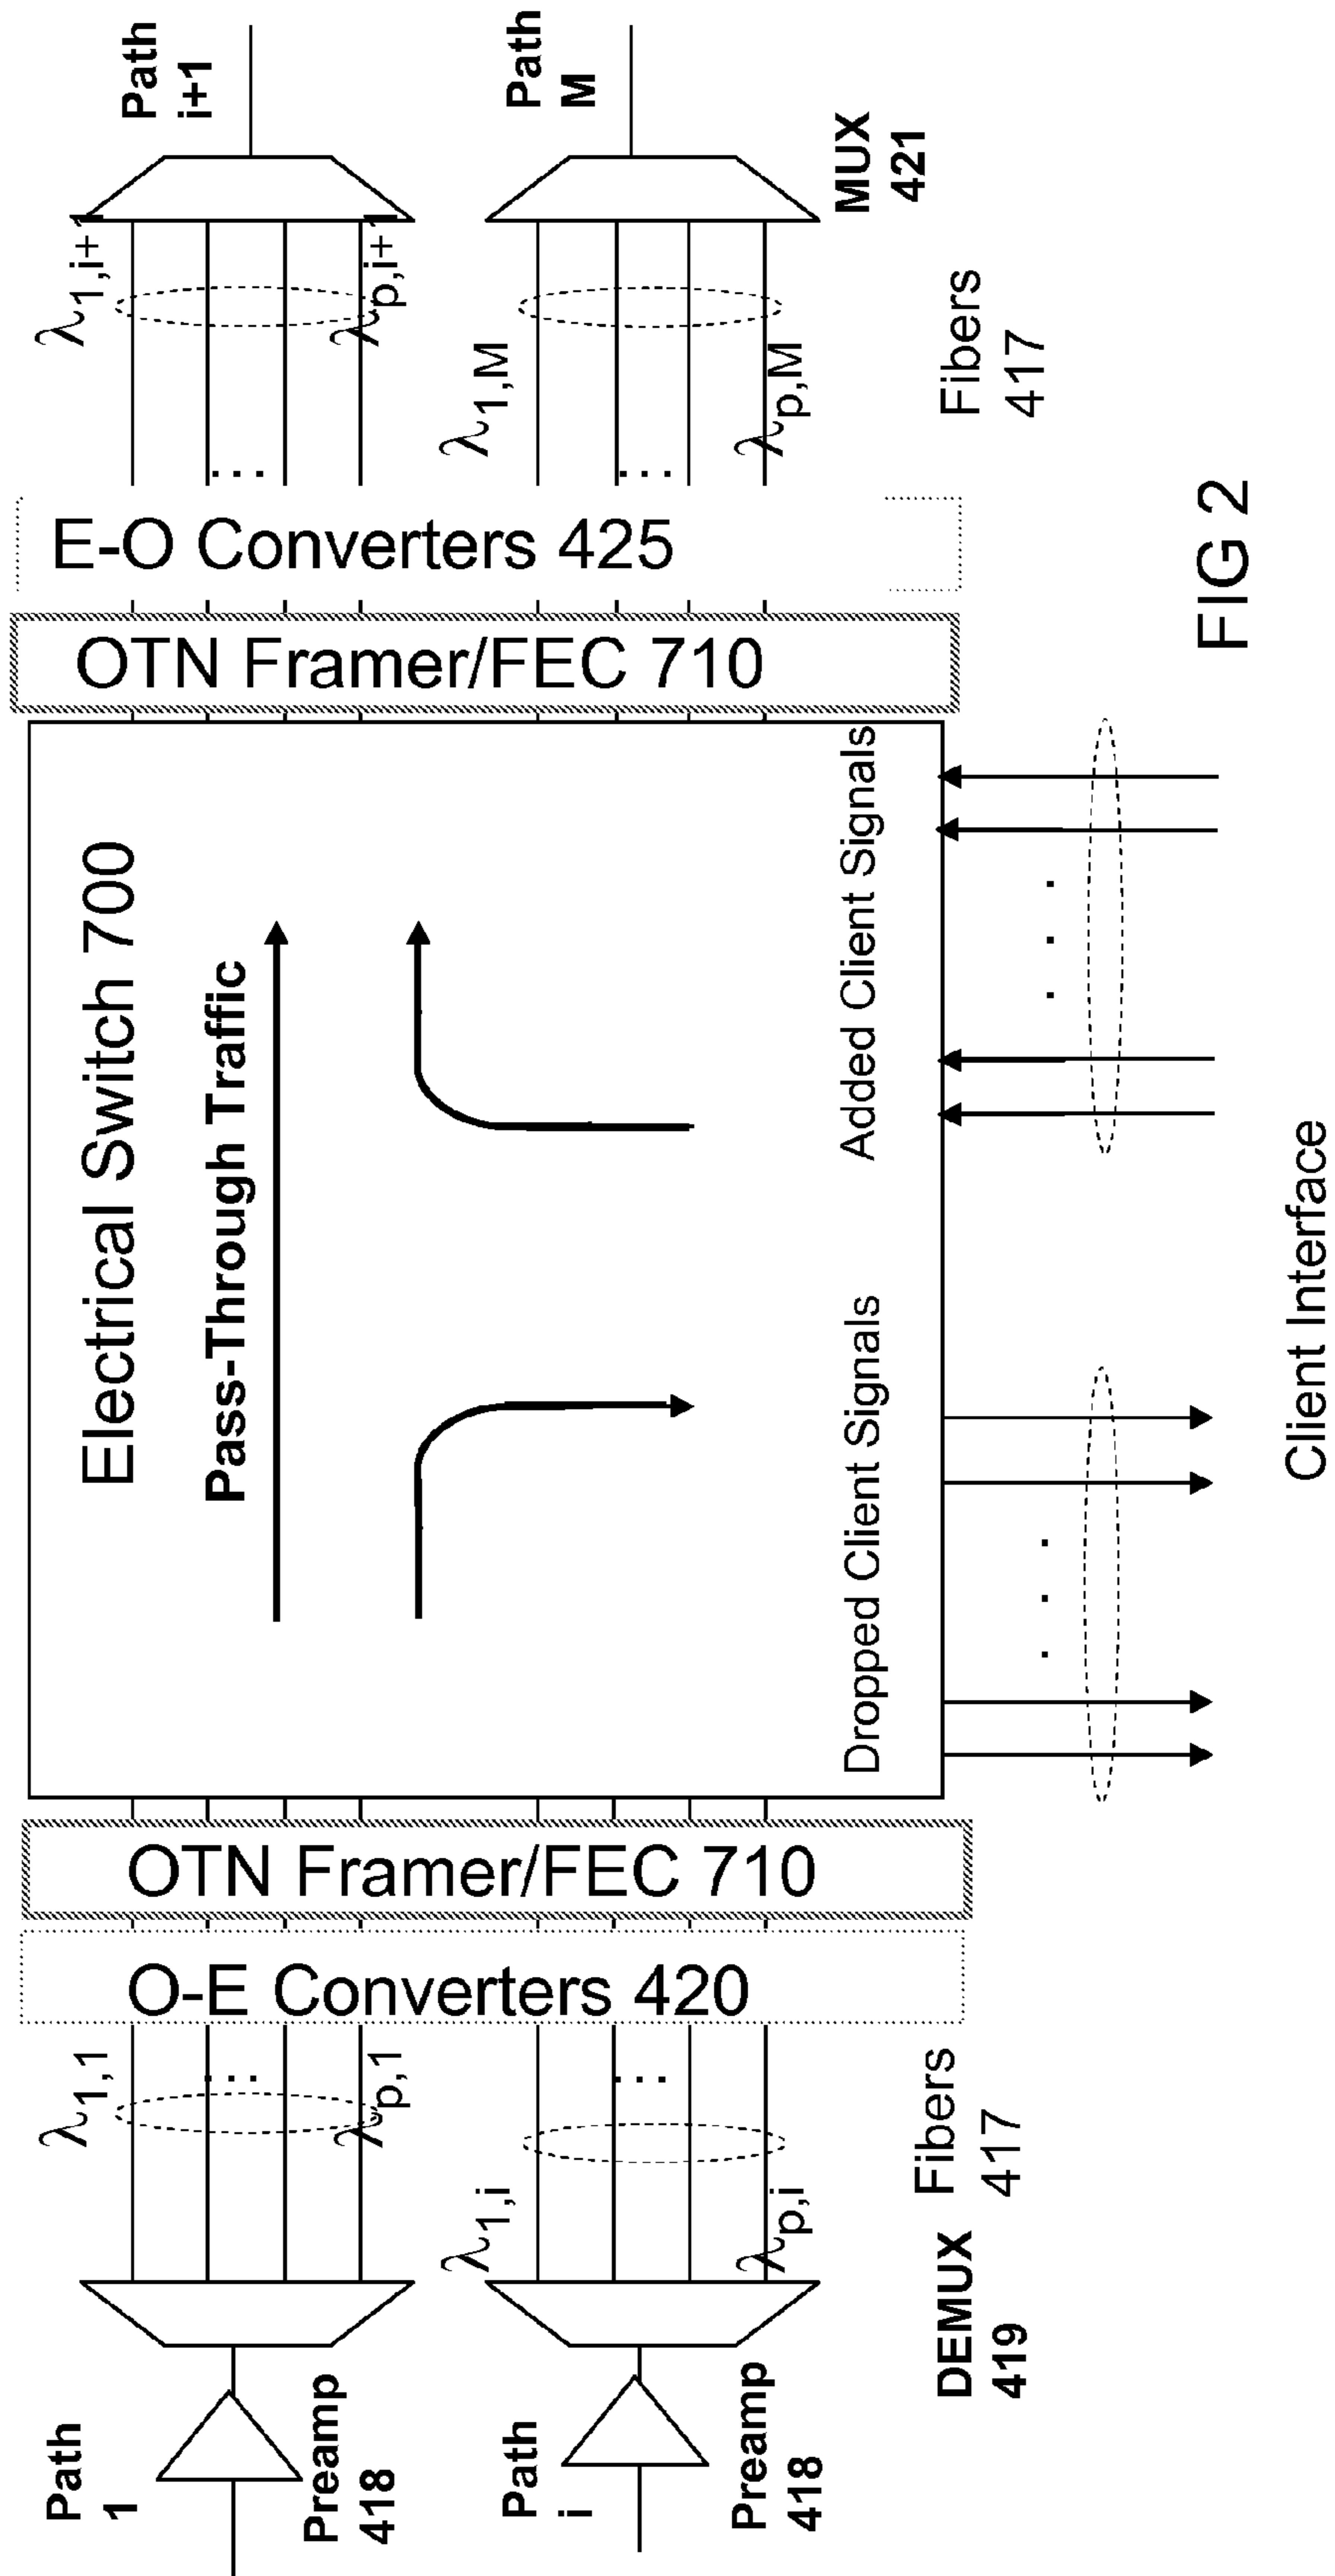 Path
1
Preamp
418
Path
i
Preamp
418
DEMUX
419
λ1,1
λp,1
λ1,i
λp,i
...
...
Fibers
417
O-E Converters 420
OTN Framer/FEC 710
Electrical Switch 700
Pass-Through Traffic
Dropped Client Signals
Added Client Signals
. . .
. . .
Client Interface
OTN Framer/FEC 710
E-O Converters 425
λ1,i+1
λp,i+1
λ1,M
λp,M
...
...
Fibers
417
Path
i+1
Path
M
MUX
421
FIG 2